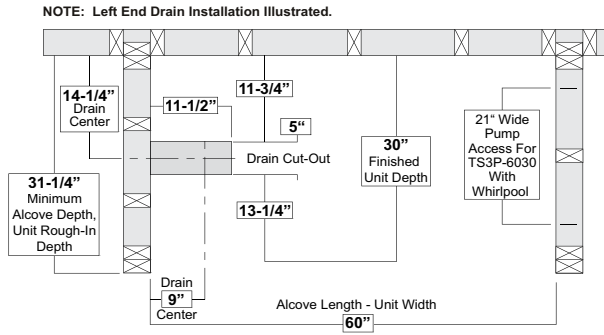 NOTE: Left End Drain Installation Illustrated.
14-1/4”
Drain
Center
11-1/2”
11-3/4”
5“
Drain Cut-Out
30”
Finished
Unit Depth
21“ Wide
Pump
Access For
TS3P-6030
With
Whirlpool
31-1/4”
Minimum
Alcove Depth,
Unit Rough-In
Depth
13-1/4”
Drain
9”
Center
Alcove Length - Unit Width
60”